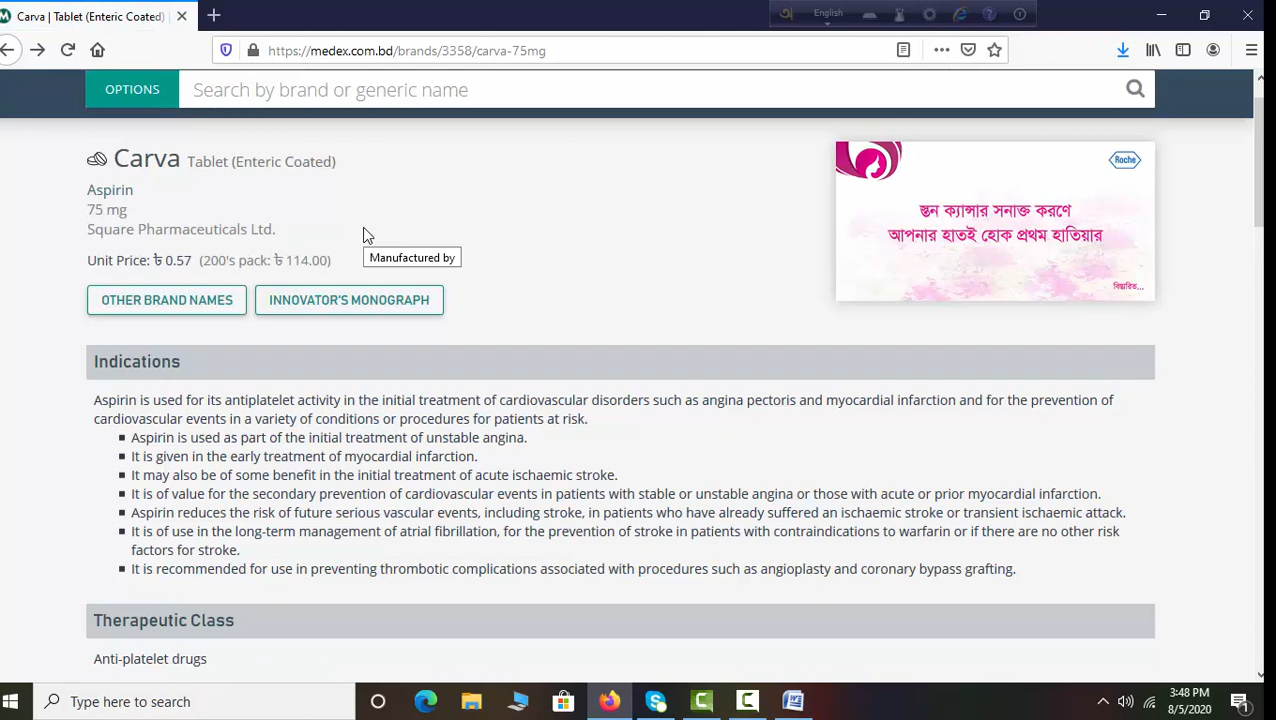 Carva | Tablet (Enteric Coated) |
English
https://medex.com.bd/brands/3358/carva-75mg
OPTIONS
Search by brand or generic name
Carva Tablet (Enteric Coated)
Aspirin
75 mg
Square Pharmaceuticals Ltd.
Manufactured by
Unit Price: ৳ 0.57 (200's pack: ৳ 114.00)
OTHER BRAND NAMES
INNOVATOR'S MONOGRAPH
Roche
স্তন ক্যান্সার সনাক্ত করণে
আপনার হাতই হোক প্রথম হাতিয়ার
বিস্তারিত...
Indications
Aspirin is used for its antiplatelet activity in the initial treatment of cardiovascular disorders such as angina pectoris and myocardial infarction and for the prevention of
cardiovascular events in a variety of conditions or procedures for patients at risk.
Aspirin is used as part of the initial treatment of unstable angina.
It is given in the early treatment of myocardial infarction.
It may also be of some benefit in the initial treatment of acute ischaemic stroke.
It is of value for the secondary prevention of cardiovascular events in patients with stable or unstable angina or those with acute or prior myocardial infarction.
Aspirin reduces the risk of future serious vascular events, including stroke, in patients who have already suffered an ischaemic stroke or transient ischaemic attack.
It is of use in the long-term management of atrial fibrillation, for the prevention of stroke in patients with contraindications to warfarin or if there are no other risk
factors for stroke.
It is recommended for use in preventing thrombotic complications associated with procedures such as angioplasty and coronary bypass grafting.
Therapeutic Class
Anti-platelet drugs
Type here to search
3:48 PM
8/5/2020